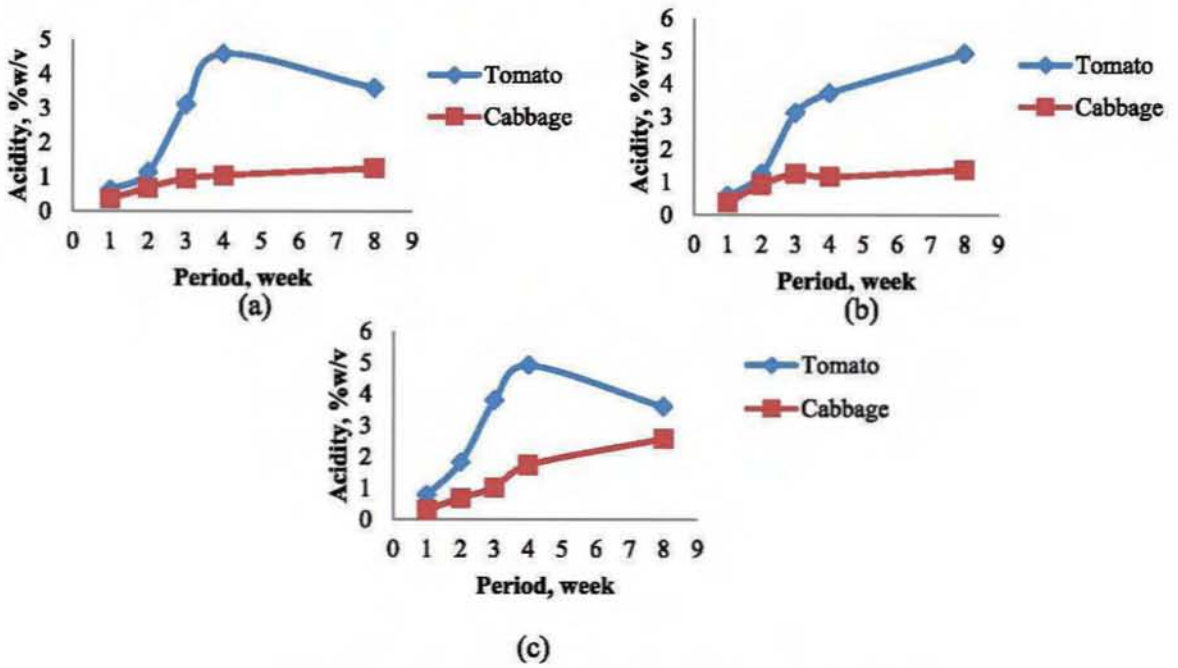 5
4
3
2
1
0
Acidity, %w/v
0 1 2 3 4 5 6 7 8 9
Period, week
Tomato
Cabbage
(a)
6
5
4
3
2
1
0
Acidity, %w/v
0 1 2 3 4 5 6 7 8 9
Period, week
Tomato
Cabbage
(b)
6
5
4
3
2
1
0
Acidity, %w/v
0 1 2 3 4 5 6 7 8 9
Period, week
Tomato
Cabbage
(c)